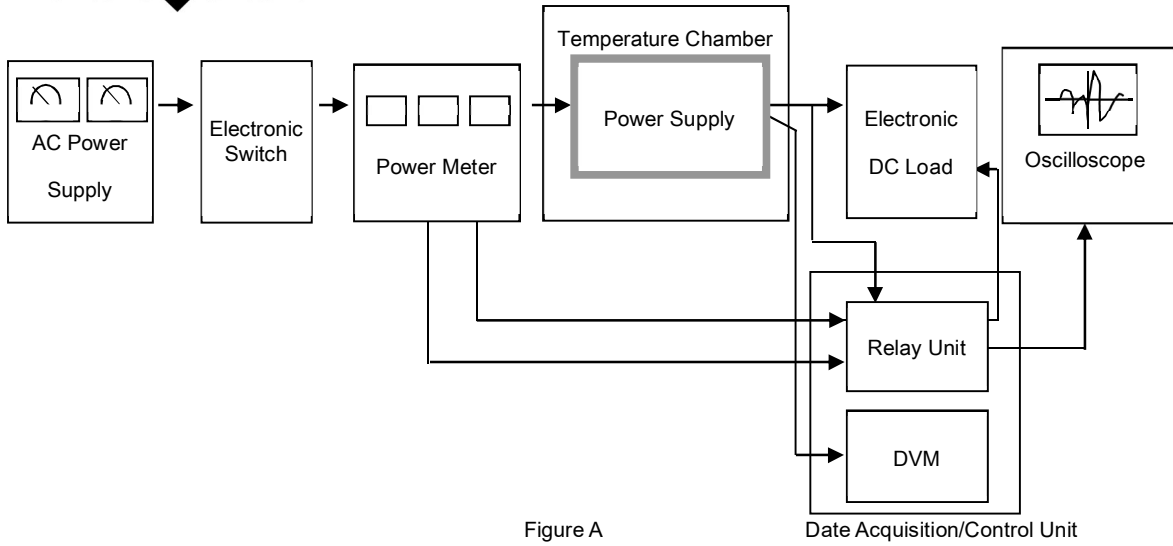 Temperature Chamber
AC Power
Supply
Electronic
Switch
Power Meter
Power Supply
Electronic
DC Load
Oscilloscope
Relay Unit
DVM
Figure A
Date Acquisition/Control Unit